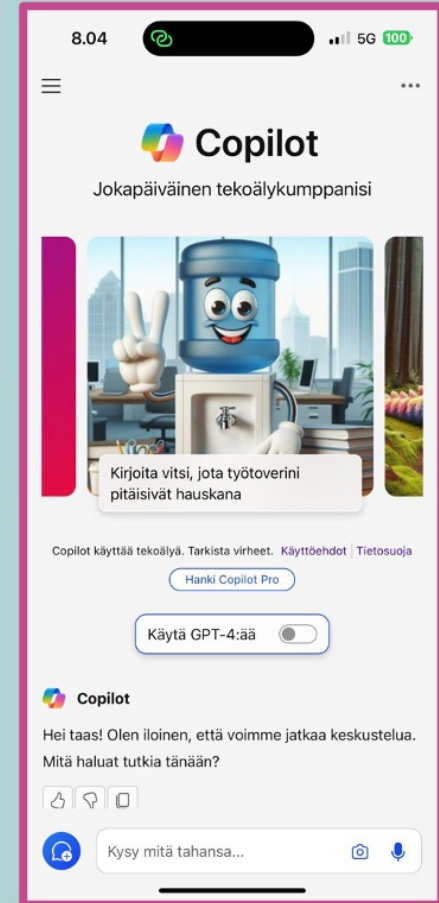 8.04
5G 100
Copilot
Jokapäiväinen tekoälykumppanisi
Kirjoita vitsi, jota työtoverini
pitäisivät hauskana
Copilot käyttää tekoälyä. Tarkista virheet. Käyttöehdot Tietosuoja
Hanki Copilot Pro
Käytä GPT-4:ää
Copilot
Hei taas! Olen iloinen, että voimme jatkaa keskustelua.
Mitä haluat tutkia tänään?
Kysy mitä tahansa...